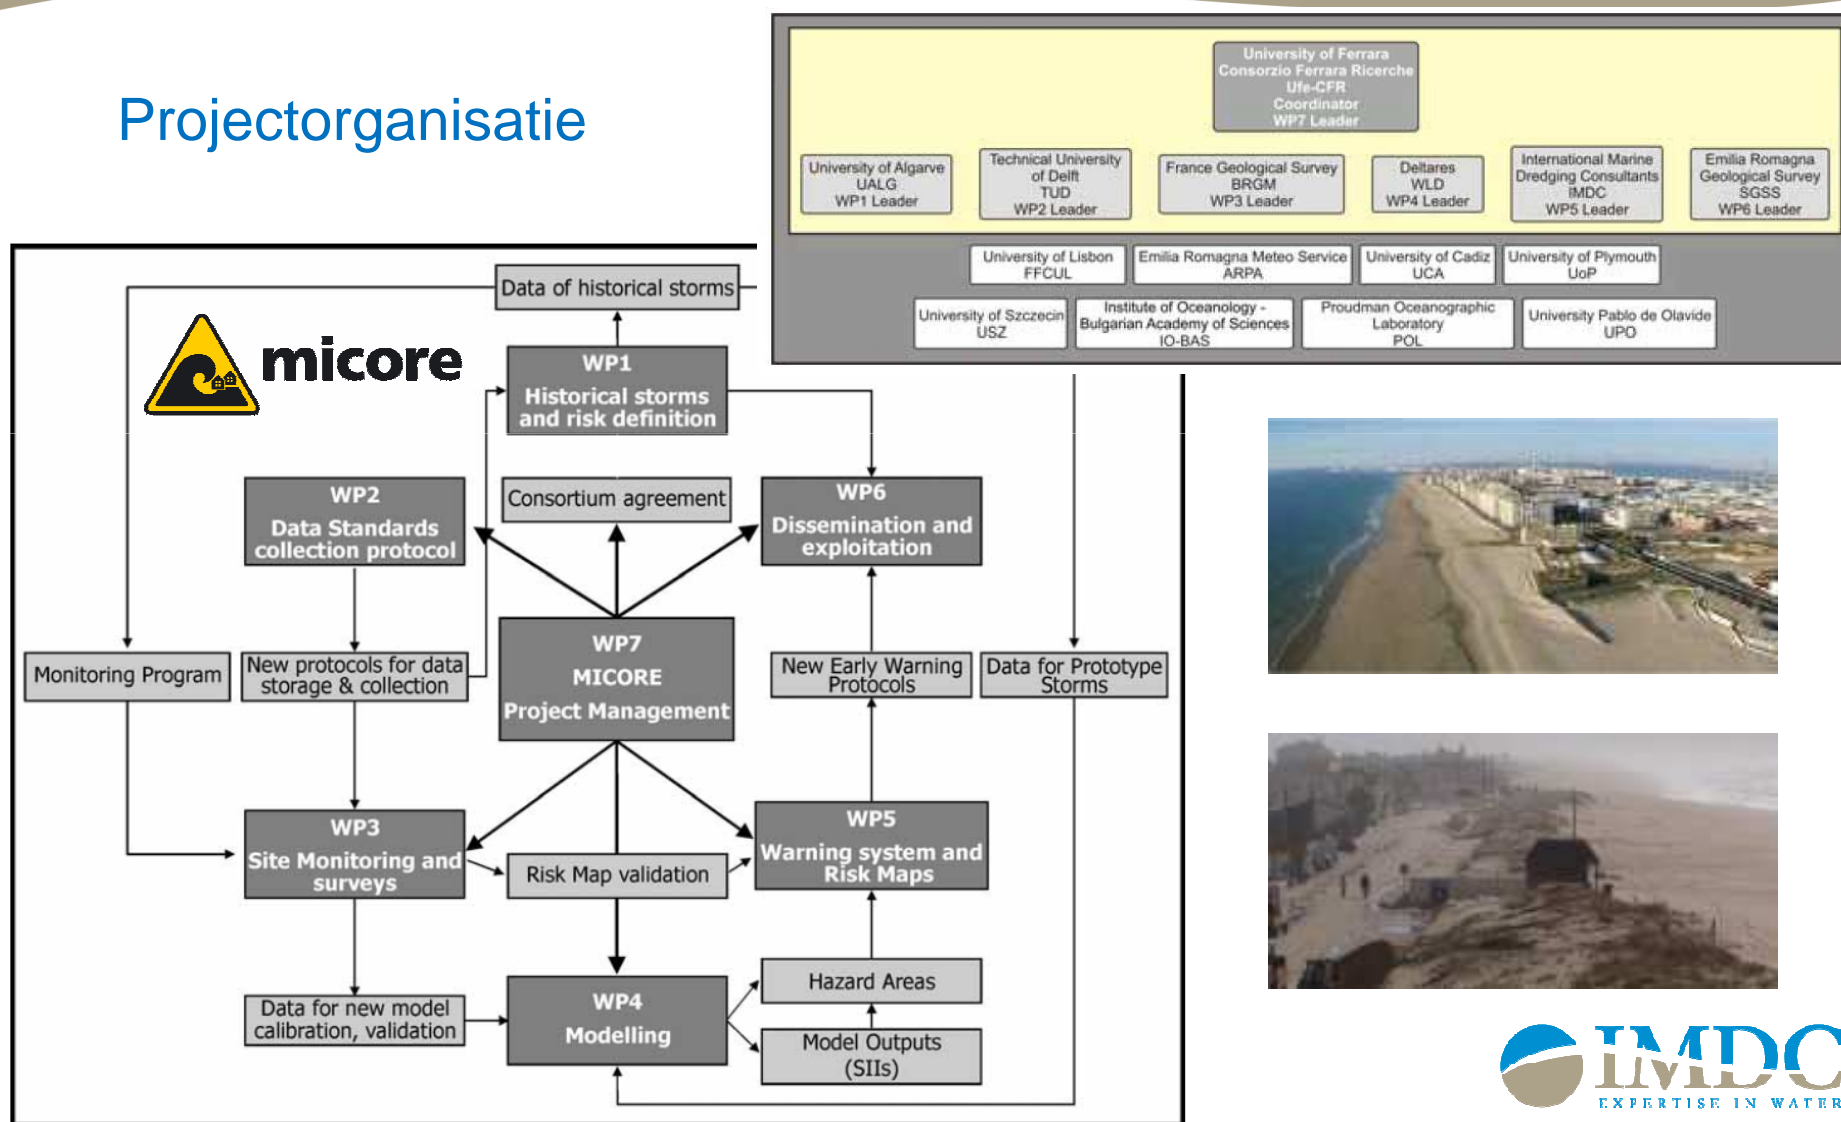 Projectorganisatie
University of Ferrara
Consorzio Ferrara Ricerche
Ufe-CFR
Coordinator
WP7 Leader
University of Algarve
UALG
WP1 Leader
Technical University
of Delft
TUD
WP2 Leader
France Geological Survey
BRGM
WP3 Leader
Deltares
WLD
WP4 Leader
International Marine
Dredging Consultants
IMDC
WP5 Leader
Emilia Romagna
Geological Survey
SGSS
WP6 Leader
University of Lisbon
FFCUL
Emilia Romagna Meteo Service
ARPA
University of Cadiz
UCA
University of Plymouth
UoP
University of Szczecin
USZ
Institute of Oceanology -
Bulgarian Academy of Sciences
IO-BAS
Proudman Oceanographic
Laboratory
POL
University Pablo de Olavide
UPO
micore
Data of historical storms
WP1
Historical storms
and risk definition
WP2
Data Standards
collection protocol
Consortium agreement
WP6
Dissemination and
exploitation
Monitoring Program
New protocols for data
storage & collection
WP7
MICORE
Project Management
New Early Warning
Protocols
Data for Prototype
Storms
WP3
Site Monitoring and
surveys
Risk Map validation
WP5
Warning system and
Risk Maps
Data for new model
calibration, validation
WP4
Modelling
Hazard Areas
Model Outputs
(SIIs)
IMDC
EXPERTISE IN WATER